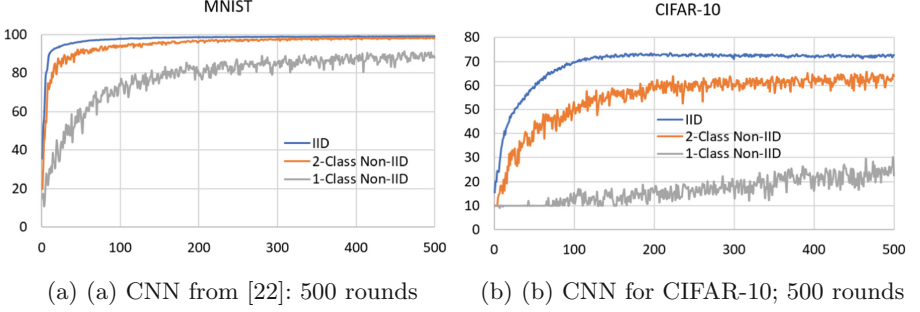 MNIST
100
80
60
40
20
0
0 100 200 300 400 500
IID
2-Class Non-IID
1-Class Non-IID
(a) (a) CNN from [22]: 500 rounds
CIFAR-10
80
70
60
50
40
30
20
10
0
0 100 200 300 400 500
IID
2-Class Non-IID
1-Class Non-IID
(b) (b) CNN for CIFAR-10; 500 rounds